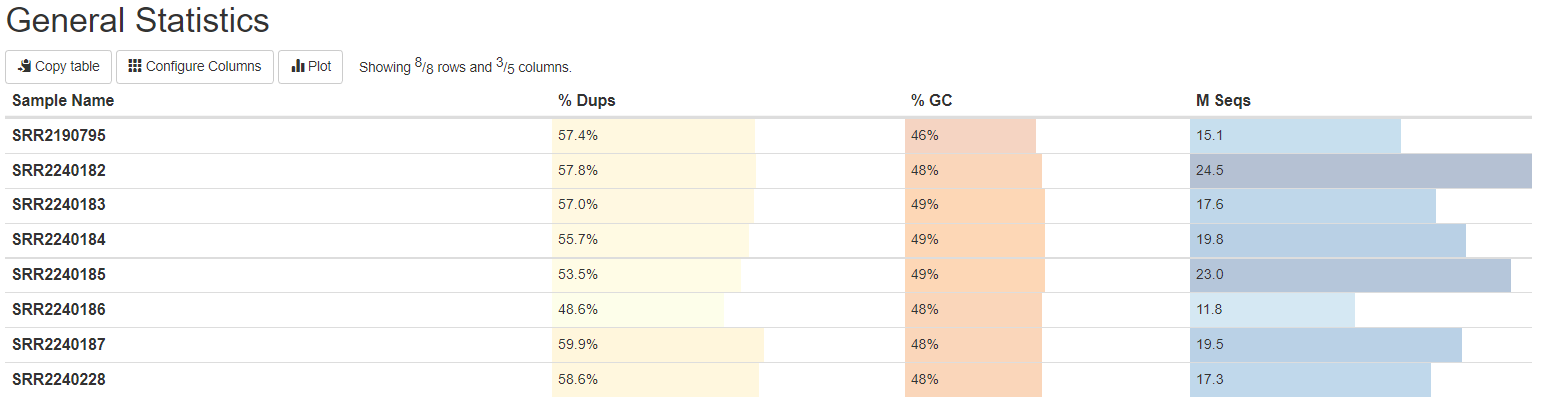 General Statistics
Copy table Configure Columns Plot Showing 8/8 rows and 3/5 columns.
Sample Name % Dups % GC M Seqs
SRR2190795 57.4% 46% 15.1
SRR2240182 57.8% 48% 24.5
SRR2240183 57.0% 49% 17.6
SRR2240184 55.7% 49% 19.8
SRR2240185 53.5% 49% 23.0
SRR2240186 48.6% 48% 11.8
SRR2240187 59.9% 48% 19.5
SRR2240228 58.6% 48% 17.3